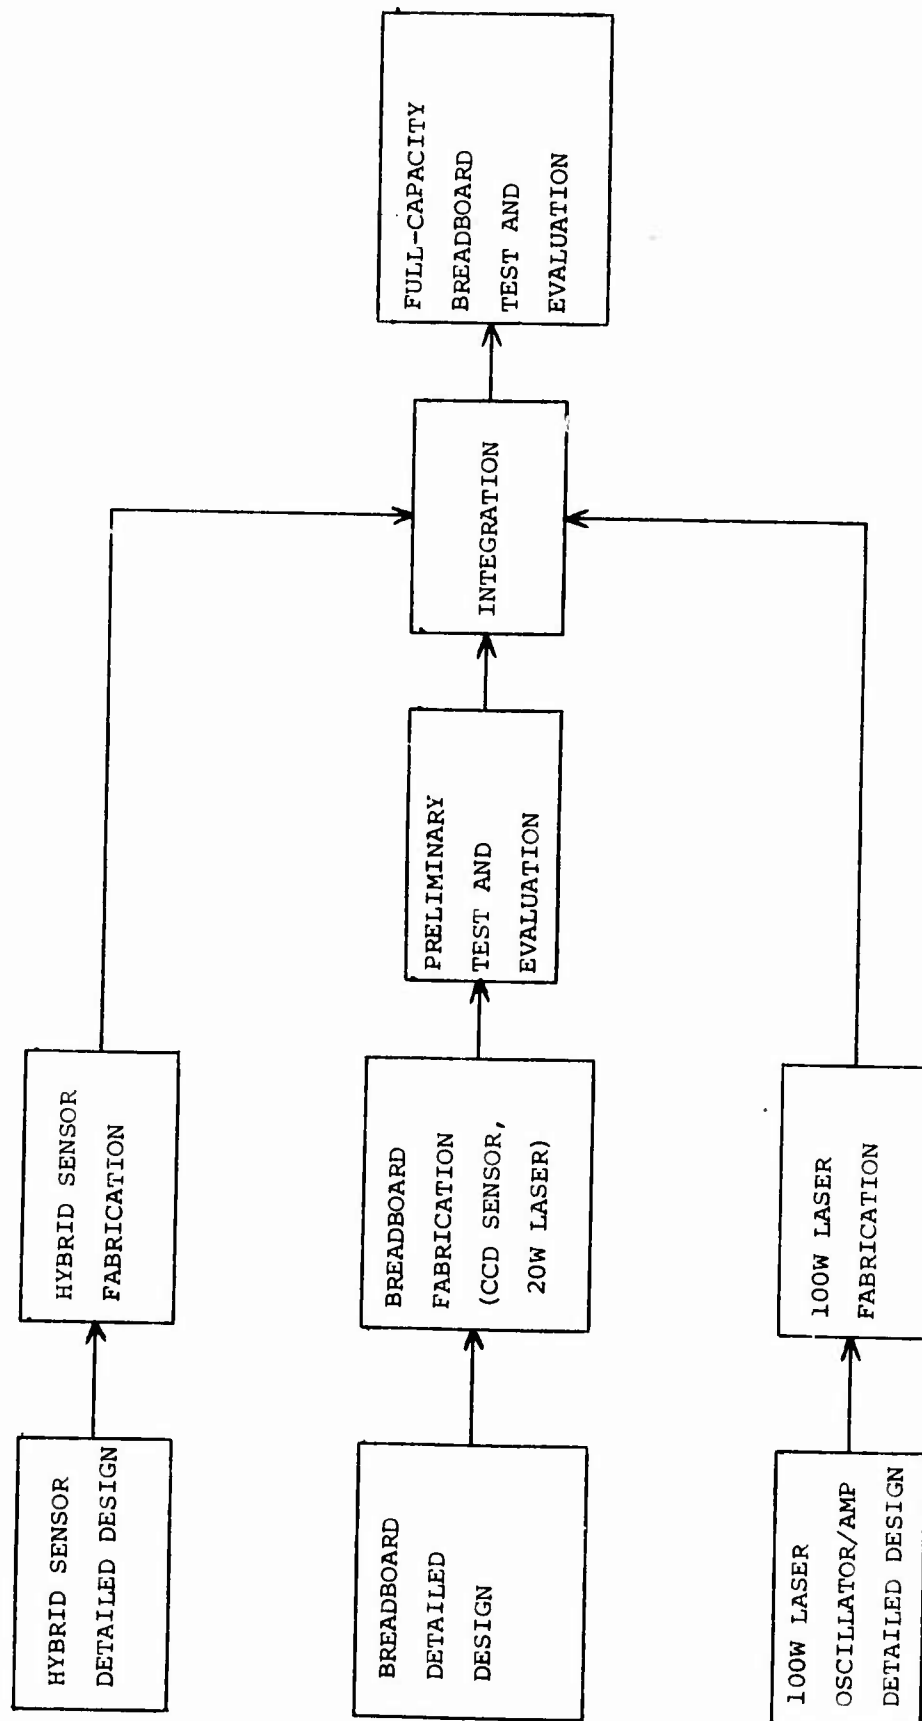 HYBRID SENSOR
DETAILED DESIGN
HYBRID SENSOR
FABRICATION
BREADBOARD
DETAILED
DESIGN
BREADBOARD
FABRICATION
(CCD SENSOR,
20W LASER)
PRELIMINARY
TEST AND
EVALUATION
INTEGRATION
FULL-CAPACITY
BREADBOARD
TEST AND
EVALUATION
100W LASER
OSCILLATOR/AMP
DETAILED DESIGN
100W LASER
FABRICATION